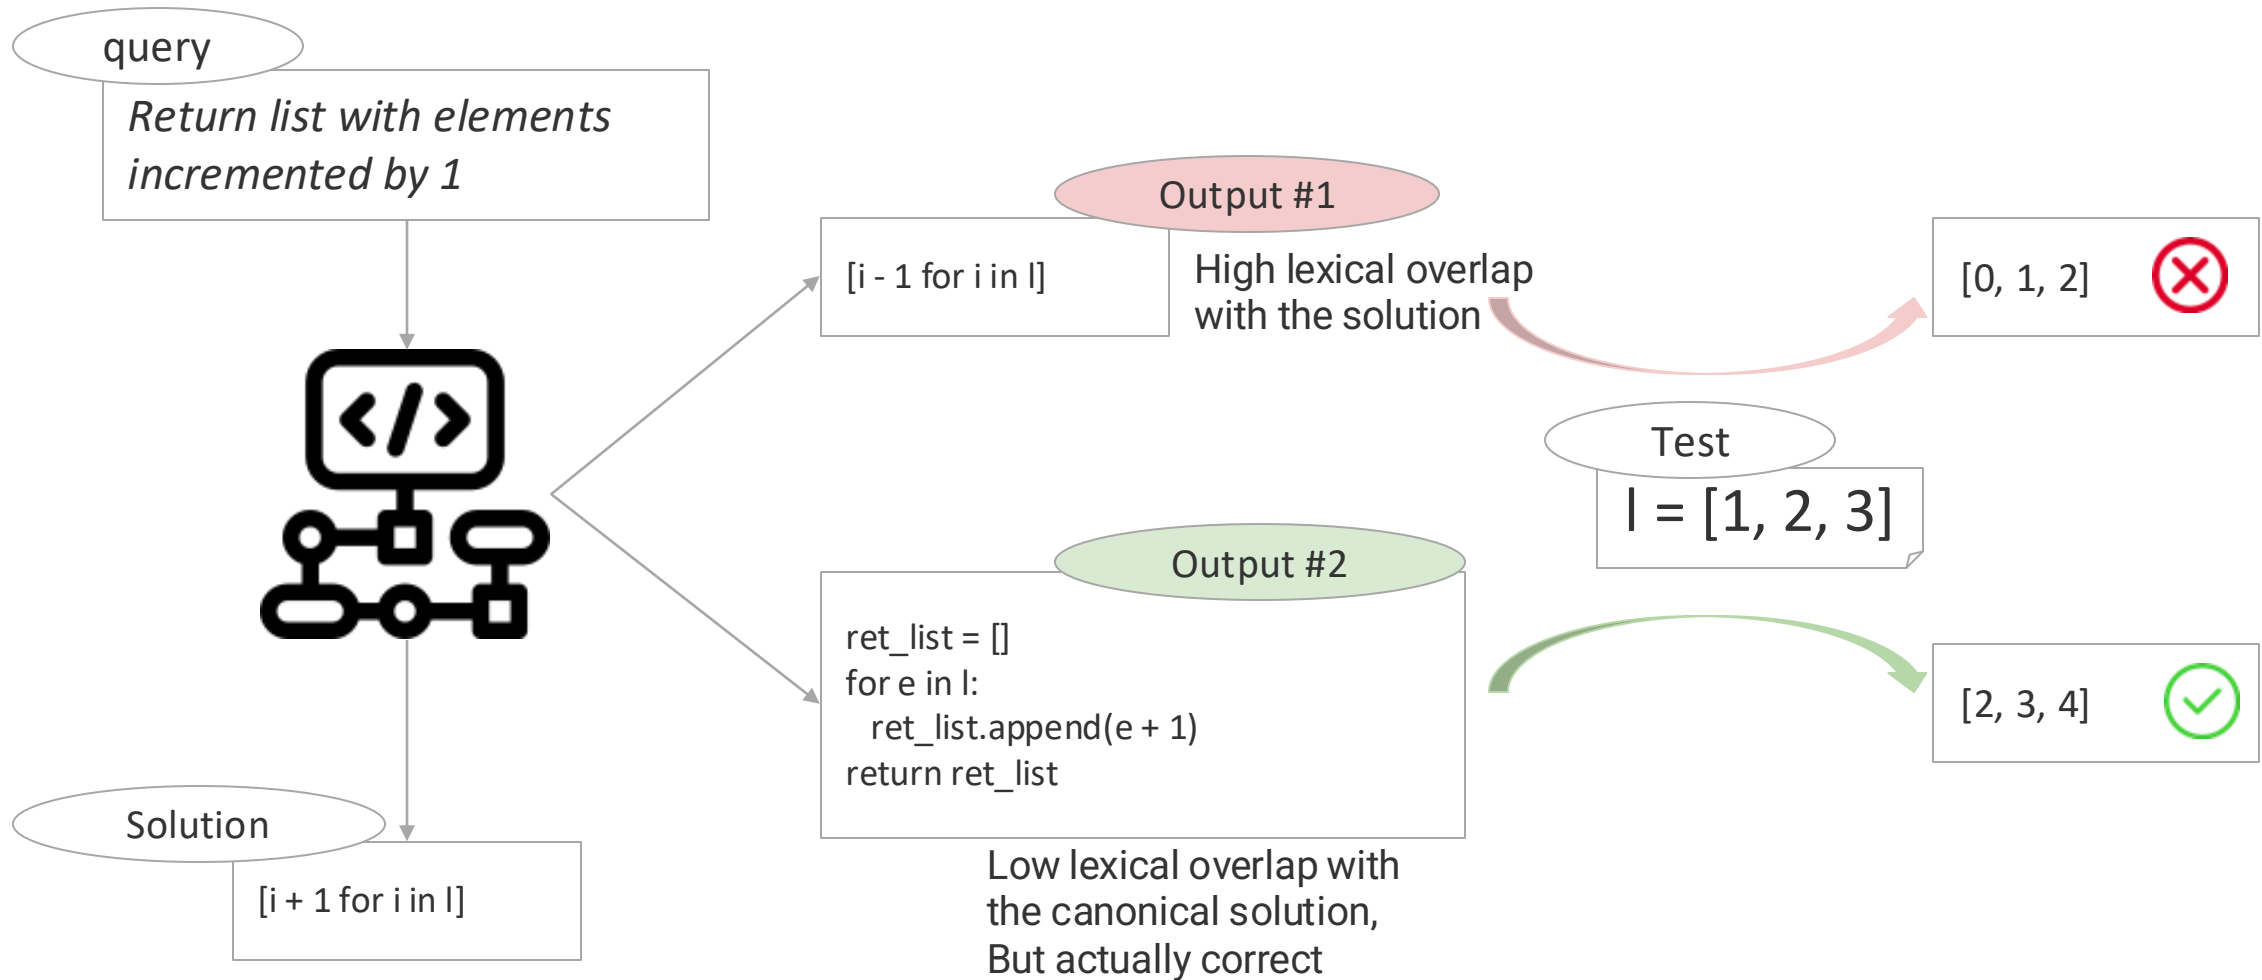 query
Return list with elements
incremented by 1
Output #1
[i - 1 for i in l]
High lexical overlap
with the solution
[0, 1, 2]
Test
l = [1, 2, 3]
Output #2
ret_list = []
for e in l:
ret_list.append(e + 1)
return ret_list
[2, 3, 4]
Low lexical overlap with
the canonical solution,
But actually correct
Solution
[i + 1 for i in l]